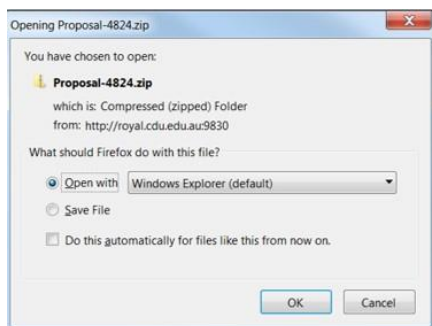 Opening Proposal-4824.zip
You have chosen to open:
Proposal-4824.zip
which is: Compressed (zipped) Folder
from: http://royal.cdu.edu.au:9830
What should Firefox do with this file?
Open with Windows Explorer (default)
Save File
Do this automatically for files like this from now on.
OK Cancel